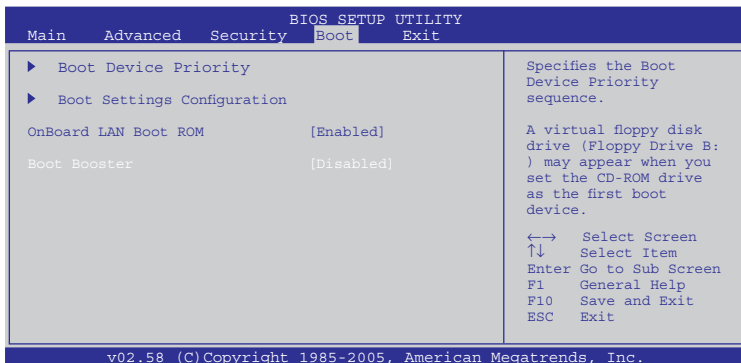 BIOS SETUP UTILITY
Main Advanced Security Boot Exit
Boot Device Priority
Boot Settings Configuration
OnBoard LAN Boot ROM [Enabled]
Boot Booster [Disabled]
Specifies the Boot
Device Priority
sequence.
A virtual floppy disk
drive (Floppy Drive B:
) may appear when you
set the CD-ROM drive
as the first boot
device.
←→ Select Screen
↑↓ Select Item
Enter Go to Sub Screen
F1 General Help
F10 Save and Exit
ESC Exit
v02.58 (C)Copyright 1985-2005, American Megatrends, Inc.